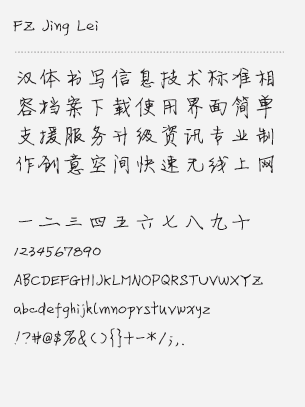 FZ Jing Lei
汉体书写信息技术标准相
容档案下载使用界面简单
支援服务升级资讯专业制
作创意空间快速无线上网
一二三四五六七八九十
1234567890
ABCDEFGHIJKLMNOPQRSTUVWXYZ
abcdefghijklmnopqrstuvwxyz
!?#@$%&(){}+-*/;,.